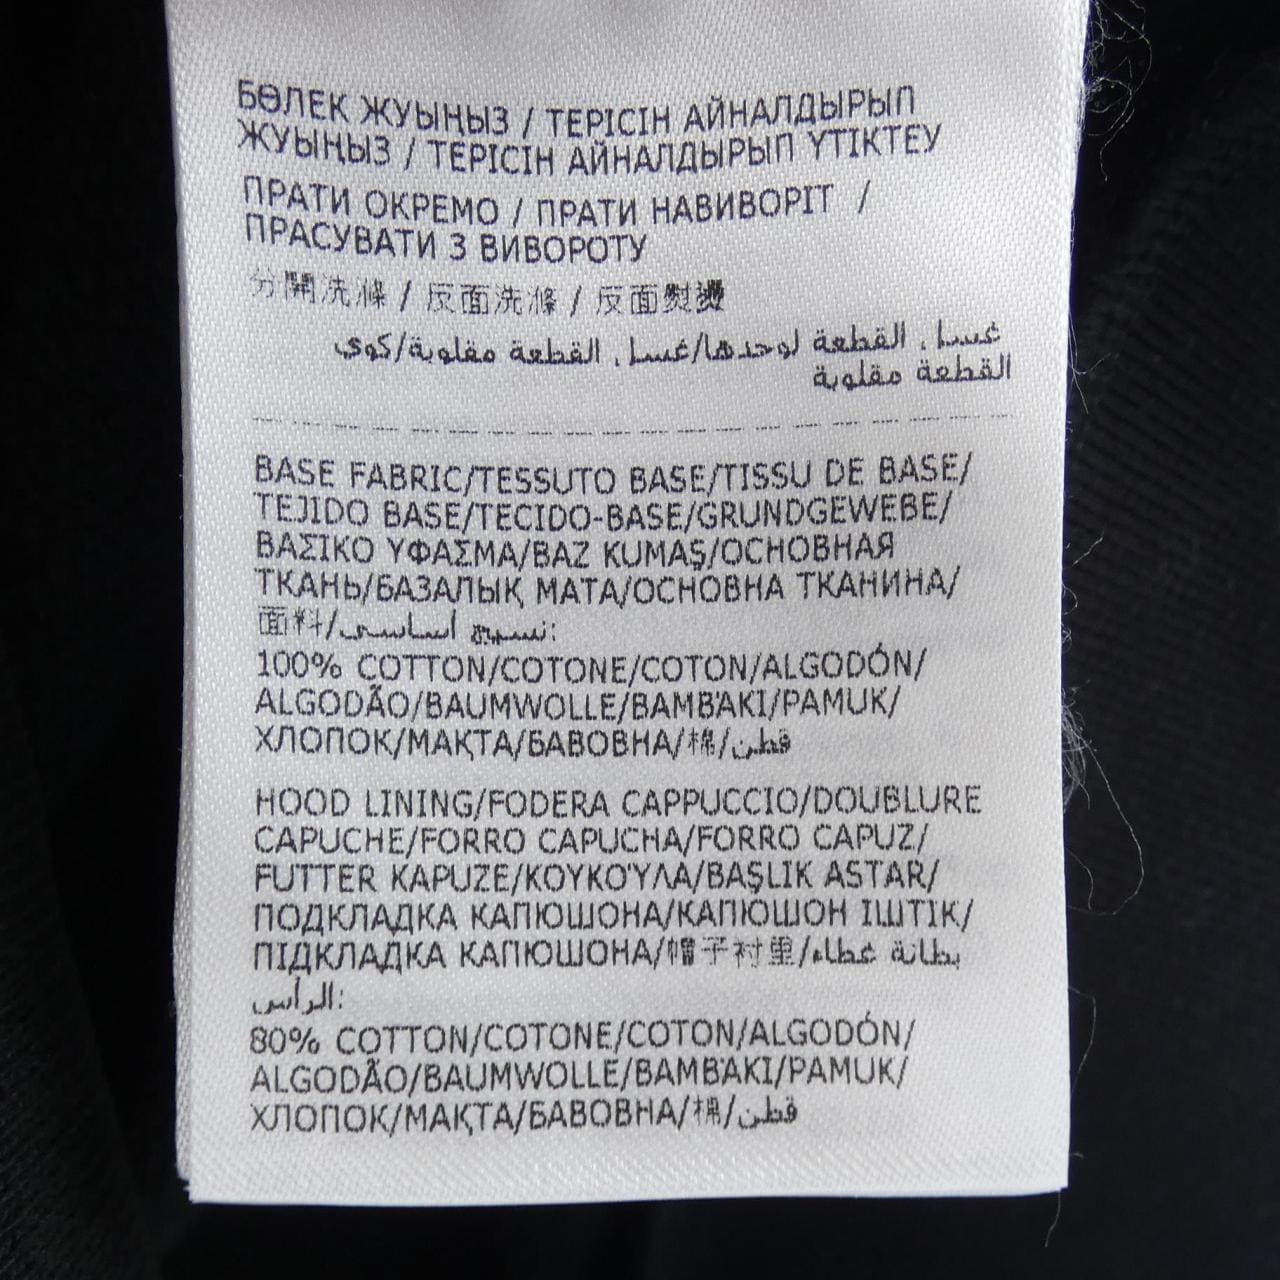 БӨЛЕК ЖУЫҢЫЗ / ТЕРІСІН АЙНАЛДЫРЫП
ЖУЫҢЫЗ / ТЕРІСІН АЙНАЛДЫРЫП ҮТІКТЕУ
ПРАТИ ОКРЕМО / ПРАТИ НАВИВОРІТ /
ПРАСУВАТИ З ВИВОРОТУ
分開洗滌 / 反面洗滌 / 反面熨燙
غسل القطعة لوحدها/غسل القطعة مقلوبة/كوي
القطعة مقلوبة
BASE FABRIC/TESSUTO BASE/TISSU DE BASE/
TEJIDO BASE/TECIDO-BASE/GRUNDGEWEBE/
ΒΑΣΙΚΟ ΥΦΑΣΜΑ/BAZ KUMAŞ/ОСНОВНАЯ
ТКАНЬ/БАЗАЛЫҚ МАТА/ОСНОВНА ТКАНИНА/
面料/نسيج أساسي:
100% COTTON/COTONE/COTON/ALGODÓN/
ALGODÃO/BAUMWOLLE/ΒΑΜΒΆΚΙ/PAMUK/
ХЛОПОК/МАҚТА/БАВОВНА/棉/قطن
HOOD LINING/FODERA CAPPUCCIO/DOUBLURE
CAPUCHE/FORRO CAPUCHA/FORRO CAPUZ/
FUTTER KAPUZE/ΚΟΥΚΟΎΛΑ/BAŞLIK ASTAR/
ПОДКЛАДКА КАПЮШОНА/КАПЮШОН ІШТІК/
ПІДКЛАДКА КАПЮШОНА/帽子衬里/بطانة غطاء
الرأس:
80% COTTON/COTONE/COTON/ALGODÓN/
ALGODÃO/BAUMWOLLE/ΒΑΜΒΆΚΙ/PAMUK/
ХЛОПОК/МАҚТА/БАВОВНА/棉/قطن